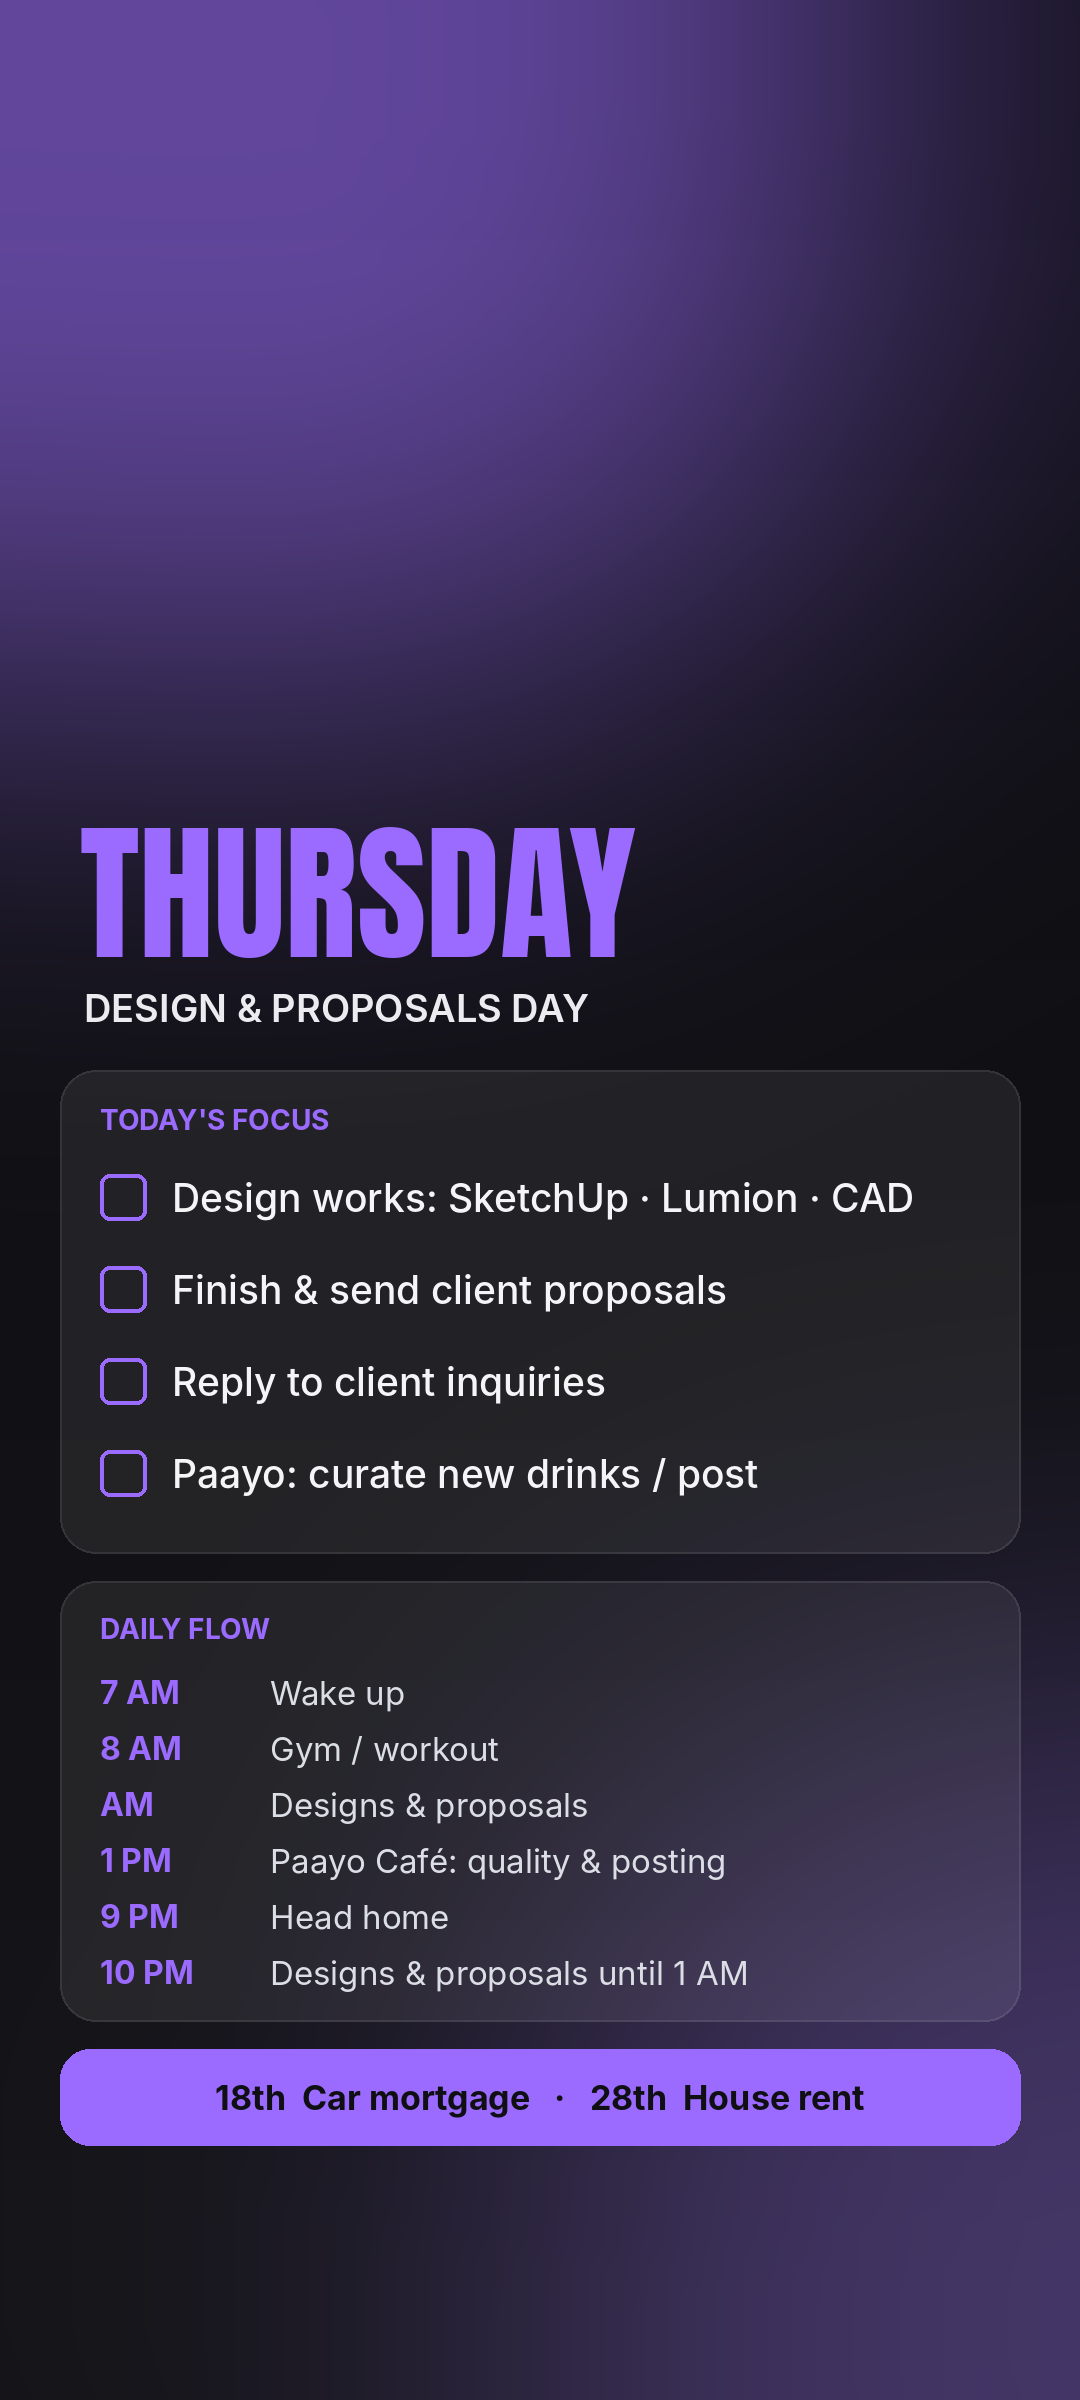 THURSDAY
DESIGN & PROPOSALS DAY
TODAY'S FOCUS
Design works: SketchUp · Lumion · CAD
Finish & send client proposals
Reply to client inquiries
Paayo: curate new drinks / post
DAILY FLOW
7 AM Wake up
8 AM Gym / workout
AM Designs & proposals
1 PM Paayo Café: quality & posting
9 PM Head home
10 PM Designs & proposals until 1 AM
18th Car mortgage · 28th House rent